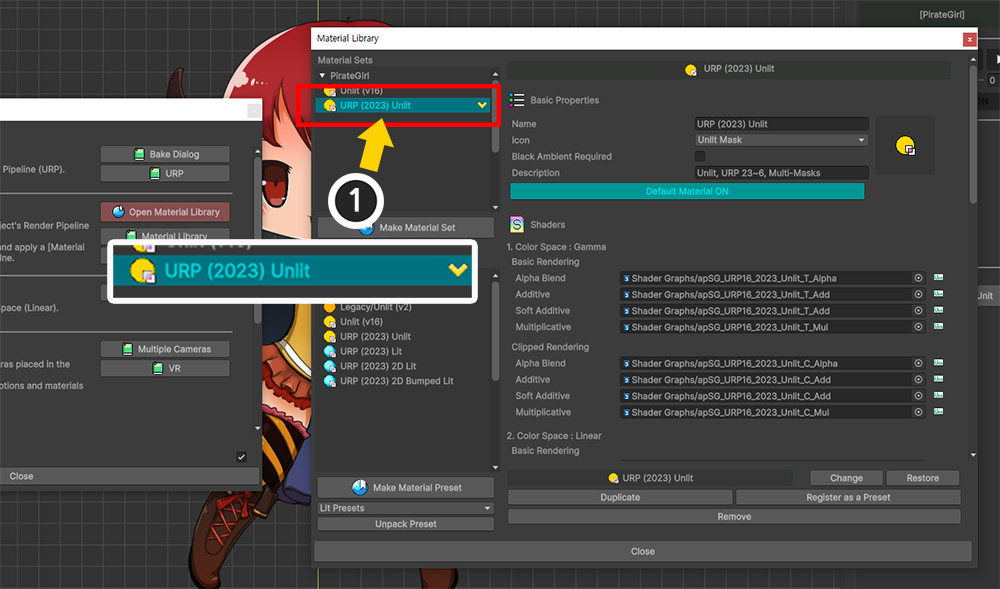 [PirateGirl]
Material Library
x
Material Sets
PirateGirl
Unlit (v16)
URP (2023) Unlit
1
Make Material Set
URP (2023) Unlit
Legacy/Unlit (v2)
Unlit (v16)
URP (2023) Unlit
URP (2023) Lit
URP (2023) 2D Lit
URP (2023) 2D Bumped Lit
Make Material Preset
Lit Presets
Unpack Preset
URP (2023) Unlit
Basic Properties
Name URP (2023) Unlit
Icon Unlit Mask
Black Ambient Required
Description Unlit, URP 23~6, Multi-Masks
Default Material ON
Shaders
1. Color Space : Gamma
Basic Rendering
Alpha Blend Shader Graphs/apSG_URP16_2023_Unlit_T_Alpha
Additive Shader Graphs/apSG_URP16_2023_Unlit_T_Add
Soft Additive Shader Graphs/apSG_URP16_2023_Unlit_T_Add
Multiplicative Shader Graphs/apSG_URP16_2023_Unlit_T_Mul
Clipped Rendering
Alpha Blend Shader Graphs/apSG_URP16_2023_Unlit_C_Alpha
Additive Shader Graphs/apSG_URP16_2023_Unlit_C_Add
Soft Additive Shader Graphs/apSG_URP16_2023_Unlit_C_Add
Multiplicative Shader Graphs/apSG_URP16_2023_Unlit_C_Mul
2. Color Space : Linear
Basic Rendering
URP (2023) Unlit Change Restore
Duplicate Register as a Preset
Remove
Close
Pipeline (URP).
Bake Dialog
URP
Open Material Library
Material Library
ject's Render Pipeline
and apply a [Material
ine.
pace (Linear).
Multiple Cameras
VR
ras placed in the
ptions and materials
Close
0
ON
Unit